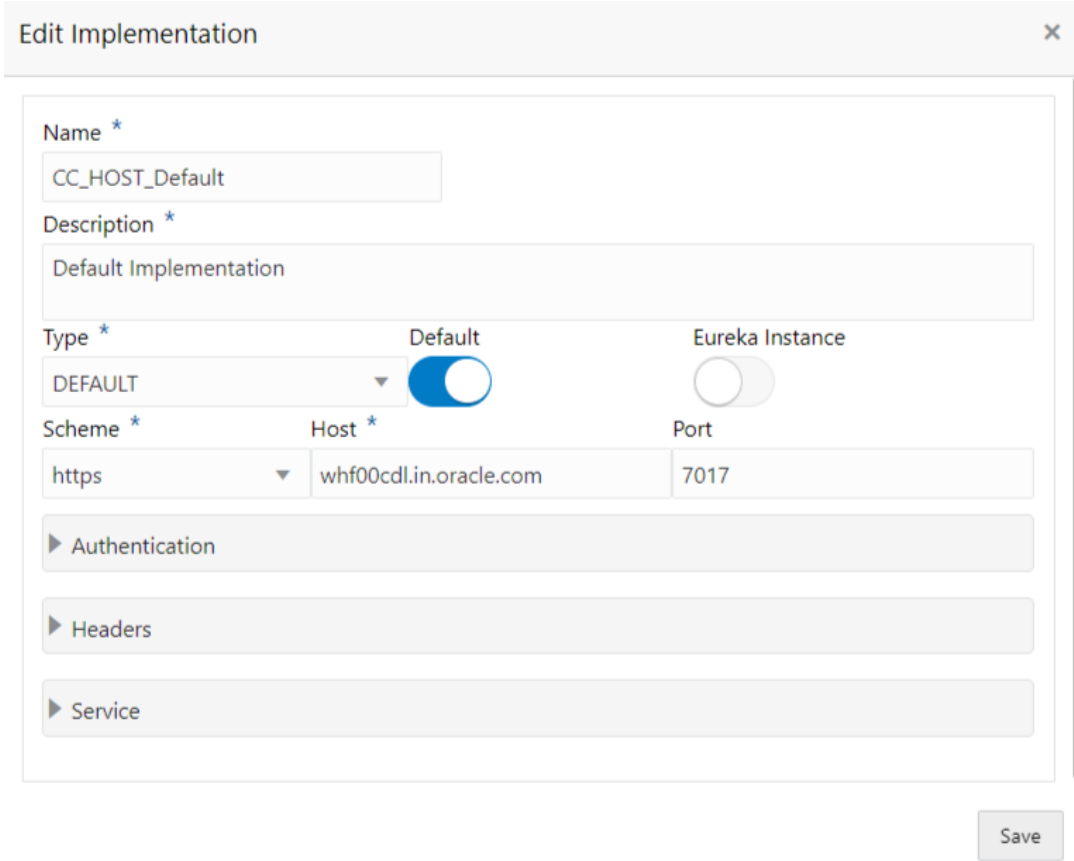 Edit Implementation ×
Name *
CC_HOST_Default
Description *
Default Implementation
Type * Default Eureka Instance
DEFAULT
Scheme * Host * Port
https whf00cdl.in.oracle.com 7017
Authentication
Headers
Service
Save